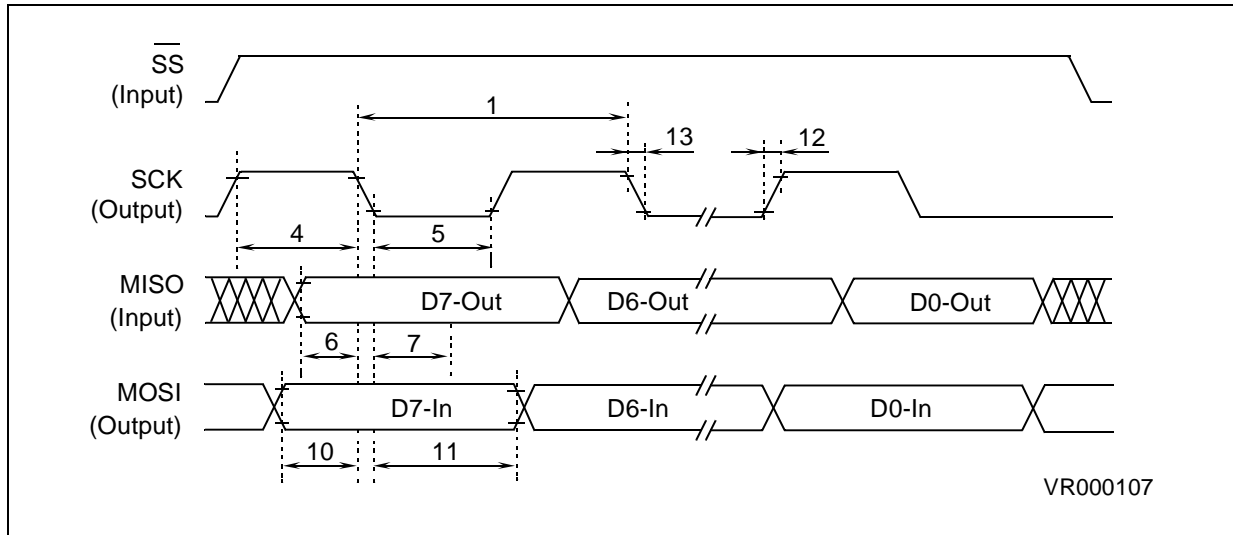 SS
(Input)
1
13
12
SCK
(Output)
4
5
MISO
(Input)
D7-Out
D6-Out
D0-Out
6
7
MOSI
(Output)
D7-In
D6-In
D0-In
10
11
VR000107